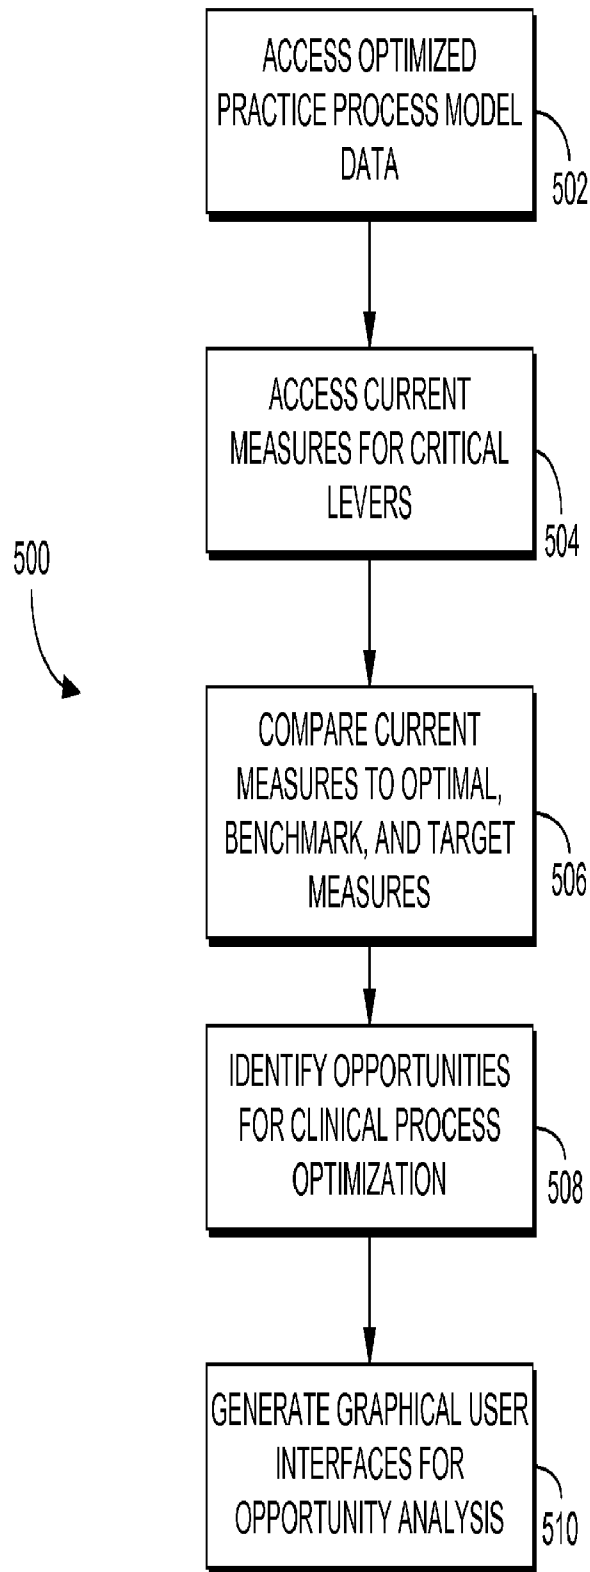 ACCESS OPTIMIZED
PRACTICE PROCESS MODEL
DATA
502
ACCESS CURRENT
MEASURES FOR CRITICAL
LEVERS
504
500
COMPARE CURRENT
MEASURES TO OPTIMAL,
BENCHMARK, AND TARGET
MEASURES
506
IDENTIFY OPPORTUNITIES
FOR CLINICAL PROCESS
OPTIMIZATION
508
GENERATE GRAPHICAL USER
INTERFACES FOR
OPPORTUNITY ANALYSIS
510